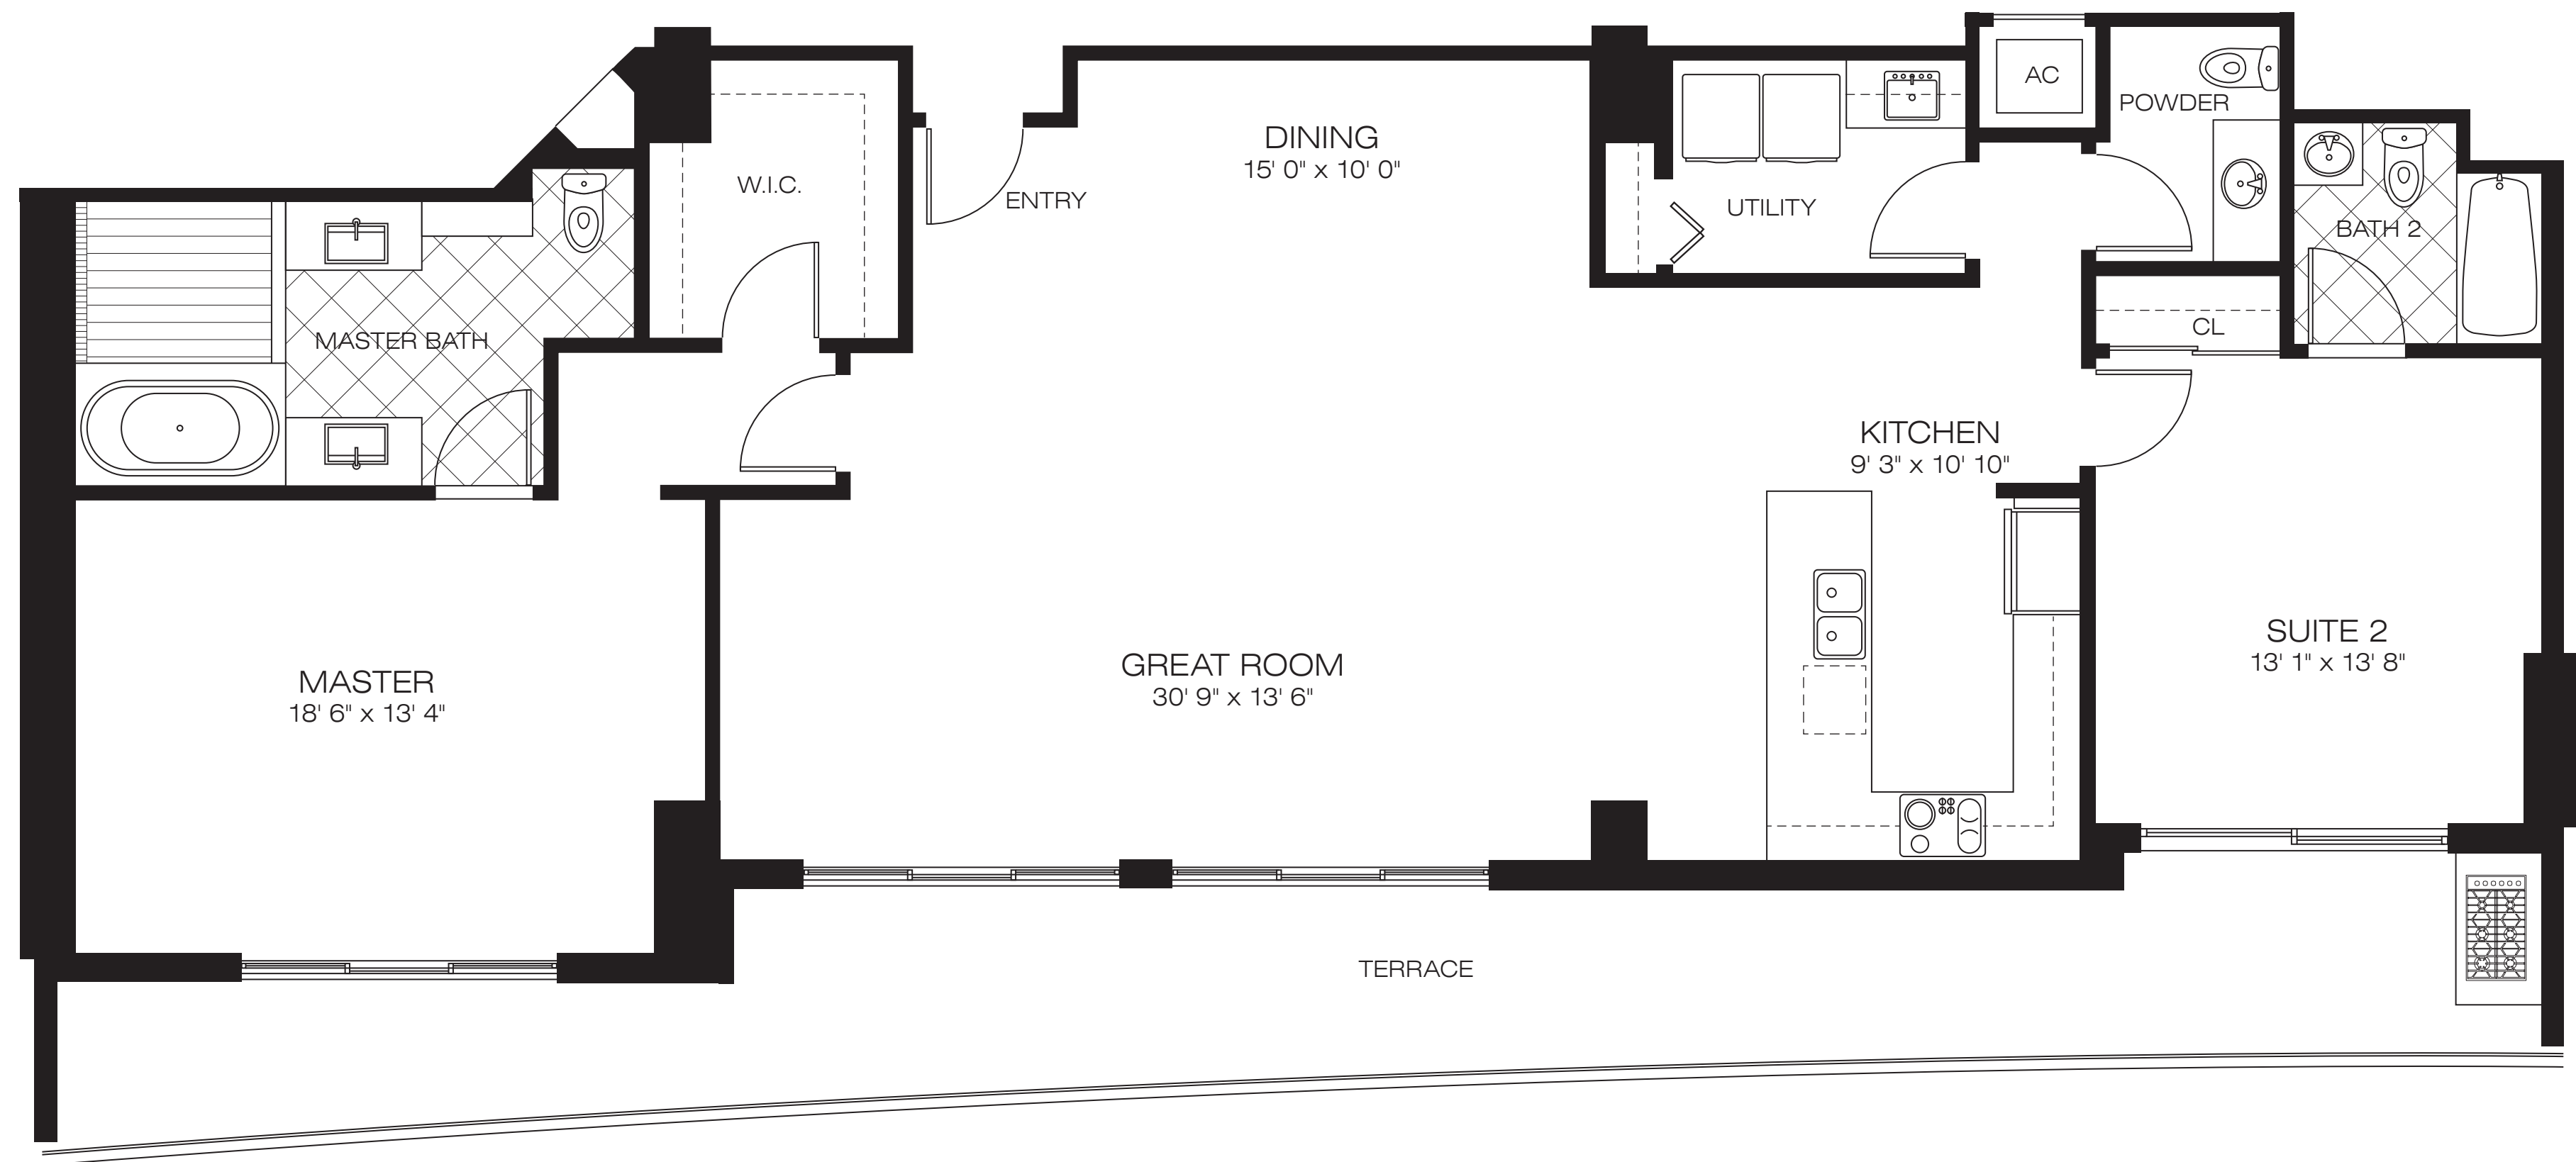 AC
POWDER
DINING
15' 0" x 10' 0"
W.I.C.
ENTRY
UTILITY
BATH 2
CL
MASTER BATH
KITCHEN
9' 3" x 10' 10"
SUITE 2
13' 1" x 13' 8"
GREAT ROOM
30' 9" x 13' 6"
MASTER
18' 6" x 13' 4"
TERRACE